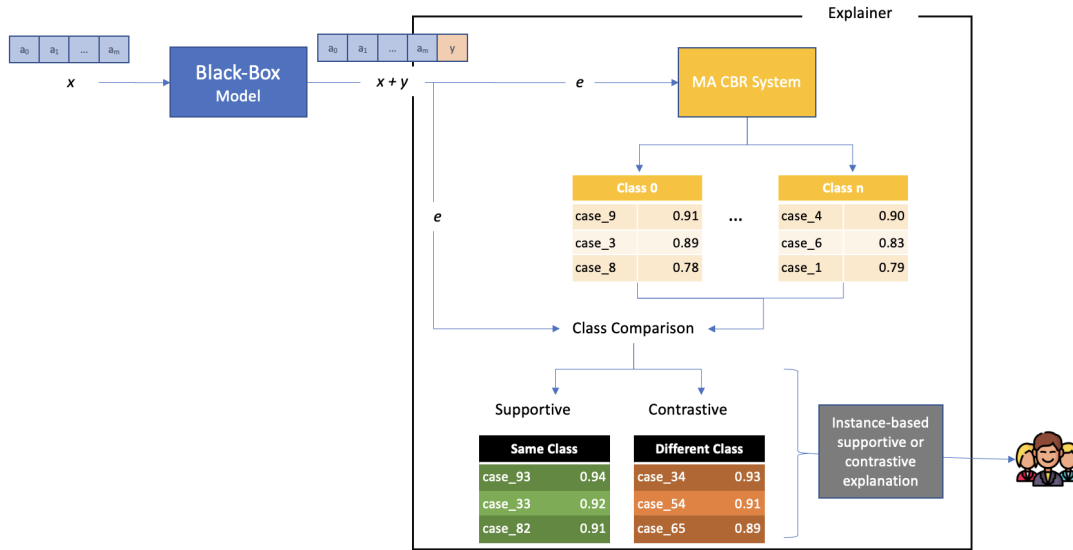 Explainer
a₀ a₁ ... aₘ
a₀ a₁ ... aₘ y
x
Black-Box
Model
x + y
e
MA CBR System
Class 0
case_9 0.91
case_3 0.89
case_8 0.78
...
Class n
case_4 0.90
case_6 0.83
case_1 0.79
e
Class Comparison
Supportive
Contrastive
Same Class
case_93 0.94
case_33 0.92
case_82 0.91
Different Class
case_34 0.93
case_54 0.91
case_65 0.89
Instance-based
supportive or
contrastive
explanation